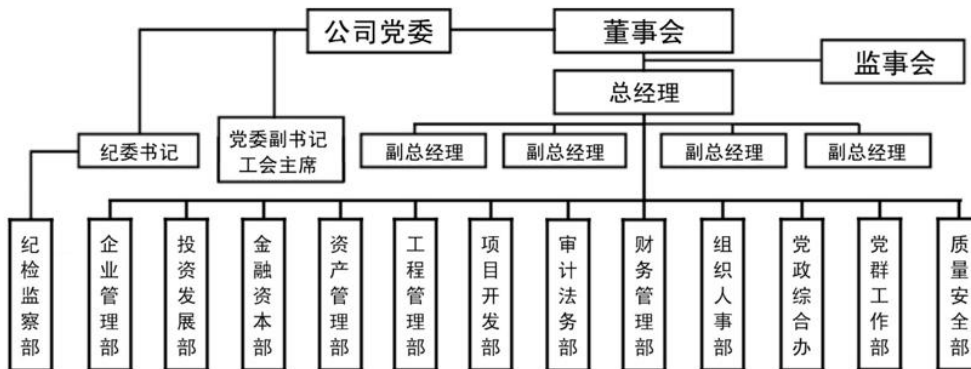 公司党委
董事会
监事会
总经理
纪委书记
党委副书记
工会主席
副总经理
副总经理
副总经理
副总经理
纪检监察部
企业管理部
投资发展部
金融资本部
资产管理部
工程管理部
项目开发部
审计法务部
财务管理部
组织人事部
党政综合办
党群工作部
质量安全部